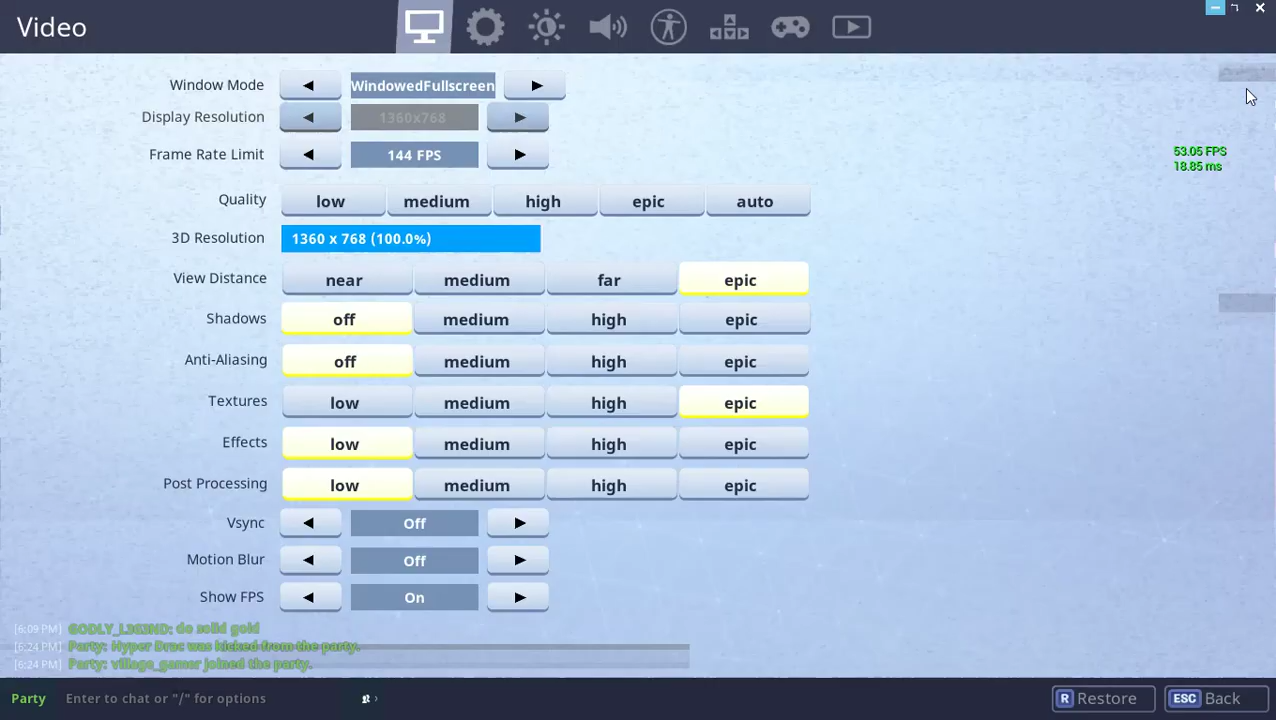 Video
Window Mode WindowedFullscreen
Display Resolution 1360x768
Frame Rate Limit 144 FPS
53.05 FPS
18.85 ms
Quality low medium high epic auto
3D Resolution 1360 x 768 (100.0%)
View Distance near medium far epic
Shadows off medium high epic
Anti-Aliasing off medium high epic
Textures low medium high epic
Effects low medium high epic
Post Processing low medium high epic
Vsync Off
Motion Blur Off
Show FPS On
[6:09 PM] GODLY_L3G3ND: do solid gold
[6:24 PM] Party: Hyper Drac was kicked from the party.
[6:24 PM] Party: village_gamer joined the party.
Party Enter to chat or "/" for options
R Restore ESC Back